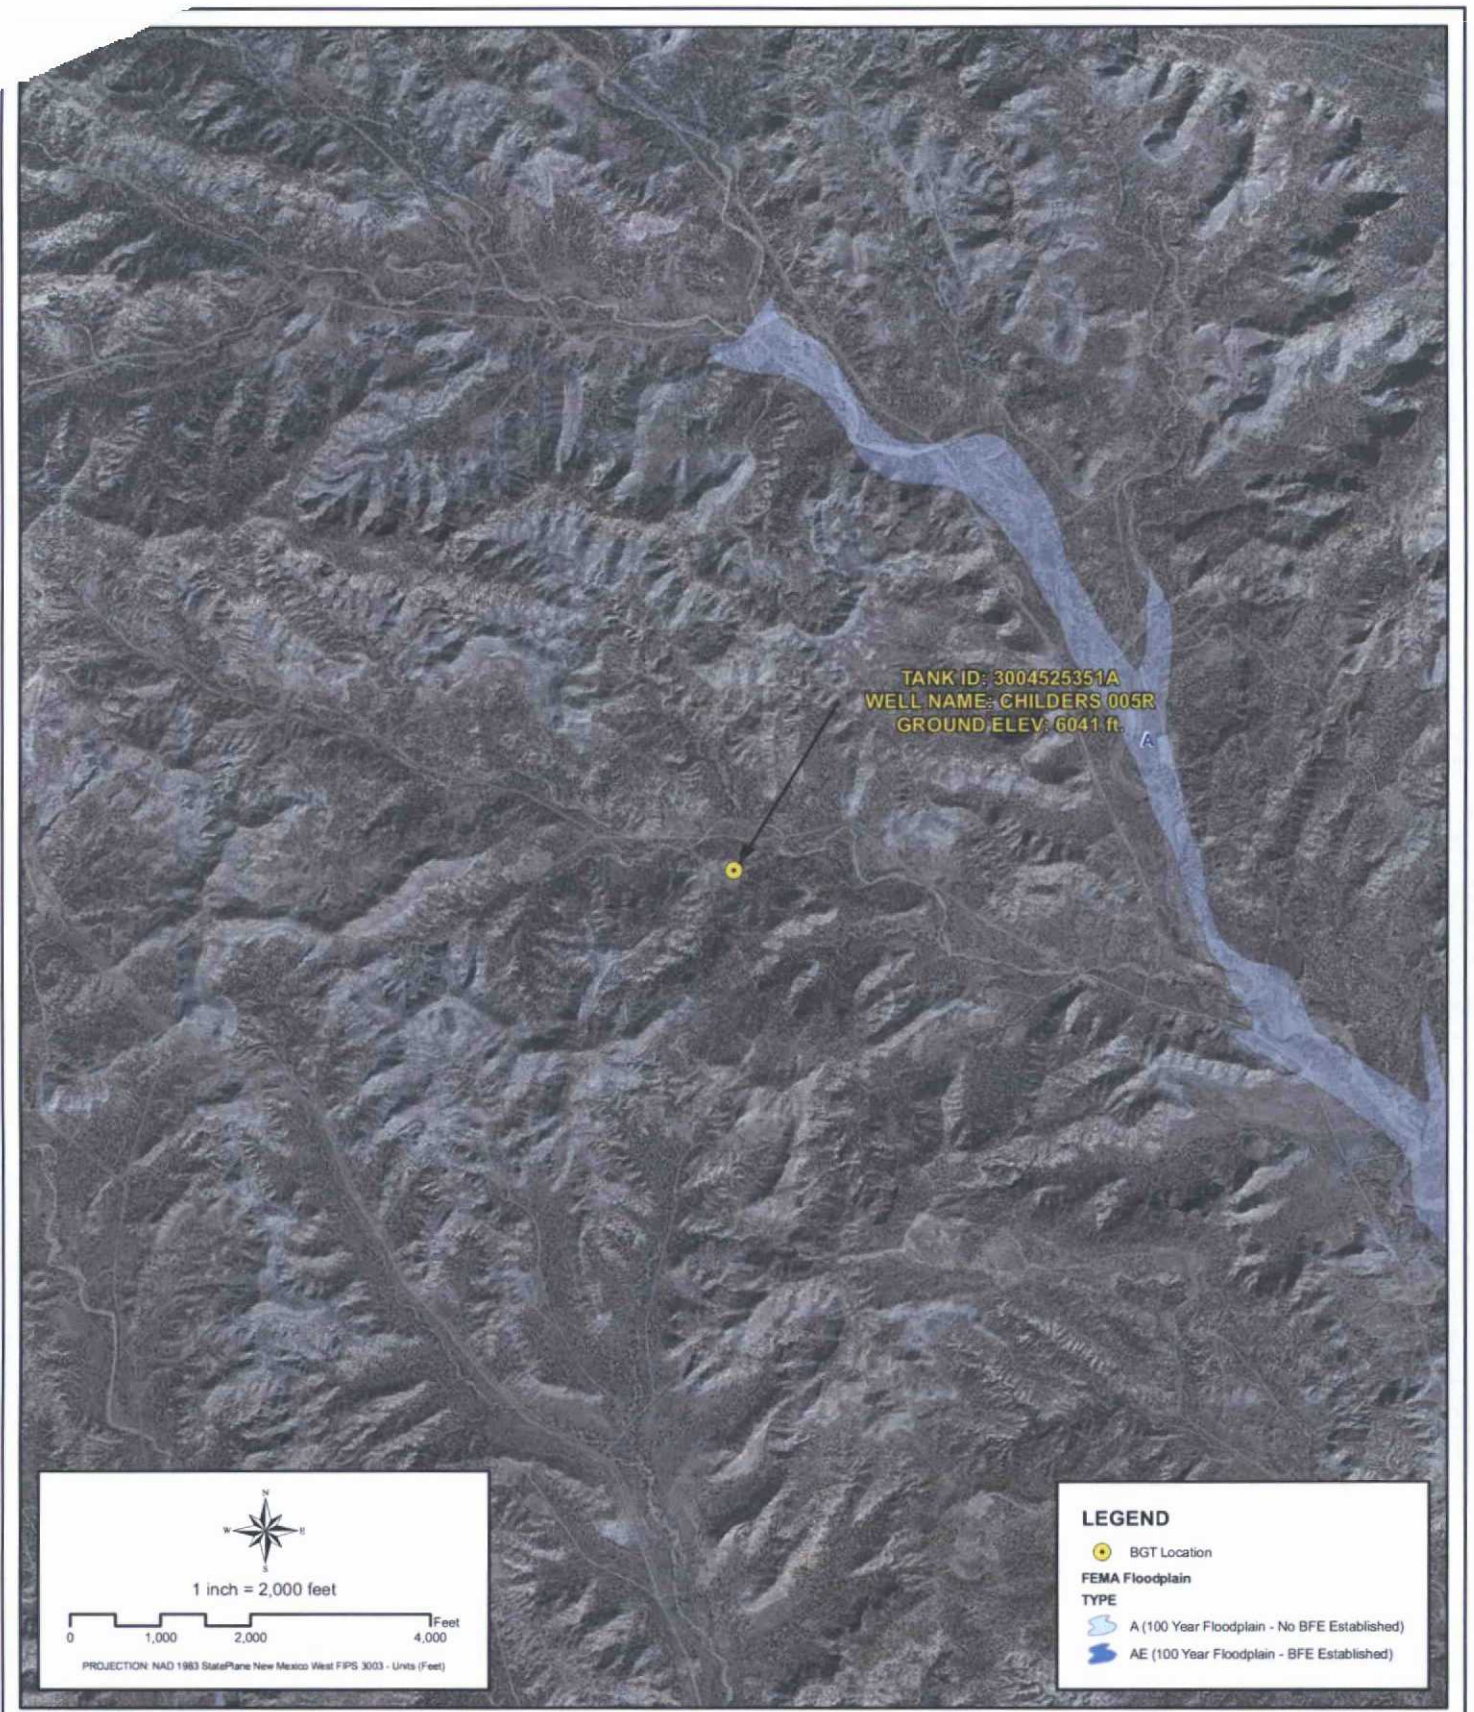 TANK ID: 3004525351A
WELL NAME: CHILDERS 005R
GROUND ELEV: 6041 ft.
A
N
W E
S
1 inch = 2,000 feet
Feet
0 1,000 2,000 4,000
PROJECTION: NAD 1983 StatePlane New Mexico West FIPS 3003 - Units (Feet)
LEGEND
BGT Location
FEMA Floodplain
TYPE
A (100 Year Floodplain - No BFE Established)
AE (100 Year Floodplain - BFE Established)